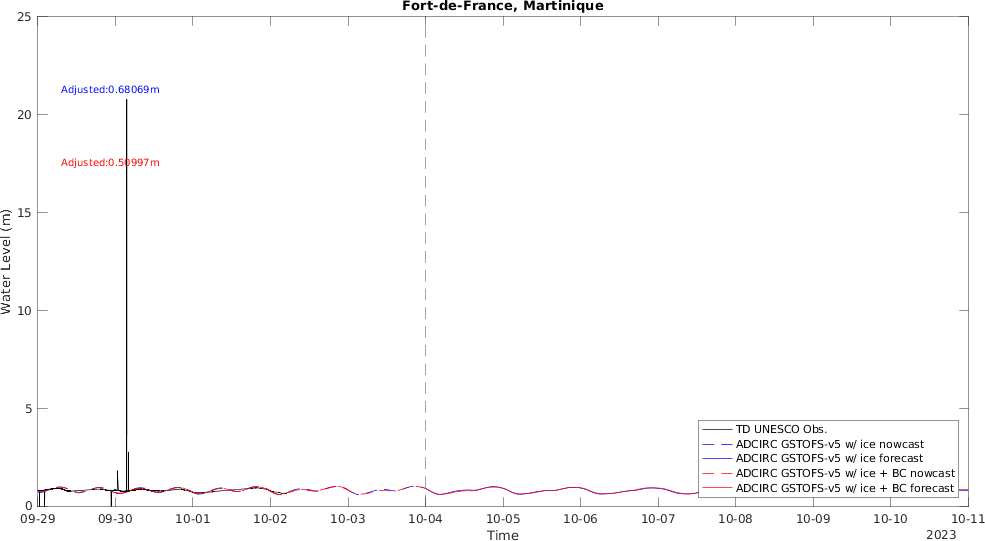 Fort-de-France, Martinique
25
20
15
10
5
0
Water Level (m)
Adjusted:0.68069m
Adjusted:0.50997m
TD UNESCO Obs.
ADCIRC GSTOFS-v5 w/ ice nowcast
ADCIRC GSTOFS-v5 w/ ice forecast
ADCIRC GSTOFS-v5 w/ ice + BC nowcast
ADCIRC GSTOFS-v5 w/ ice + BC forecast
09-29 09-30 10-01 10-02 10-03 10-04 10-05 10-06 10-07 10-08 10-09 10-10 10-11
Time
2023